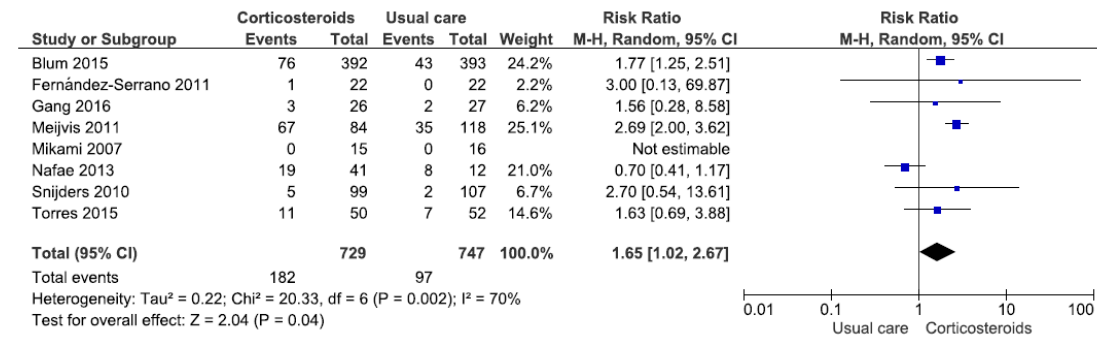 Corticosteroids Usual care Risk Ratio Risk Ratio
Study or Subgroup Events Total Events Total Weight M-H, Random, 95% CI M-H, Random, 95% CI
Blum 2015 76 392 43 393 24.2% 1.77 [1.25, 2.51]
Fernández-Serrano 2011 1 22 0 22 2.2% 3.00 [0.13, 69.87]
Gang 2016 3 26 2 27 6.2% 1.56 [0.28, 8.58]
Meijvis 2011 67 84 35 118 25.1% 2.69 [2.00, 3.62]
Mikami 2007 0 15 0 16 Not estimable
Nafae 2013 19 41 8 12 21.0% 0.70 [0.41, 1.17]
Snijders 2010 5 99 2 107 6.7% 2.70 [0.54, 13.61]
Torres 2015 11 50 7 52 14.6% 1.63 [0.69, 3.88]
Total (95% CI) 729 747 100.0% 1.65 [1.02, 2.67]
Total events 182 97
Heterogeneity: Tau² = 0.22; Chi² = 20.33, df = 6 (P = 0.002); I² = 70%
Test for overall effect: Z = 2.04 (P = 0.04)
0.01 0.1 1 10 100
Usual care Corticosteroids